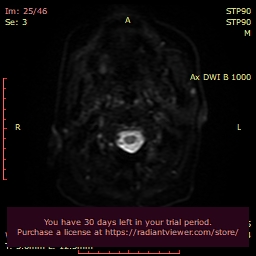 Im: 25/46 STP90
Se: 3 STP90
A M
Ax DWI B 1000
R L
You have 30 days left in your trial period.
Purchase a license at https://radiantviewer.com/store/